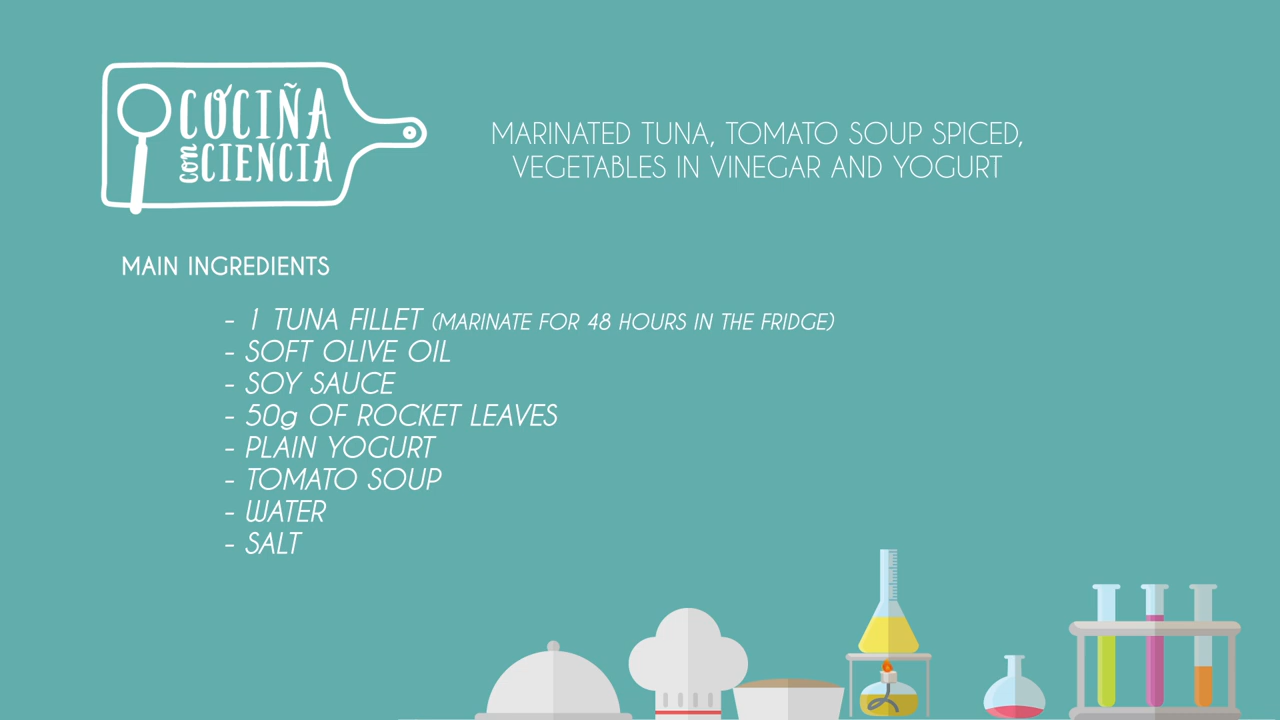 COCIÑA
con CIENCIA
MARINATED TUNA, TOMATO SOUP SPICED,
VEGETABLES IN VINEGAR AND YOGURT
MAIN INGREDIENTS
- 1 TUNA FILLET (MARINATE FOR 48 HOURS IN THE FRIDGE)
- SOFT OLIVE OIL
- SOY SAUCE
- 50g OF ROCKET LEAVES
- PLAIN YOGURT
- TOMATO SOUP
- WATER
- SALT